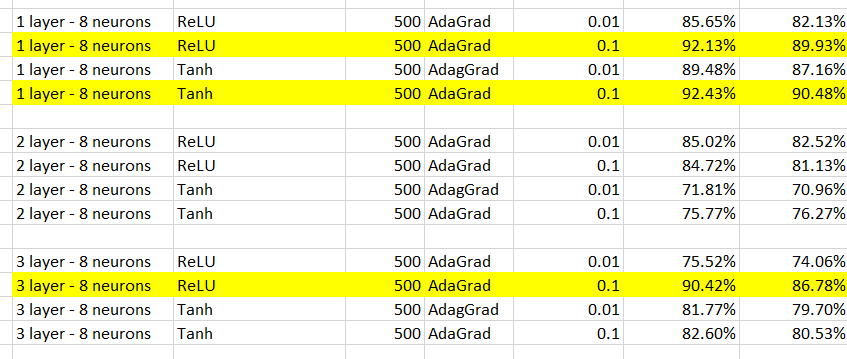 1 layer - 8 neurons ReLU 500 AdaGrad 0.01 85.65% 82.13%
1 layer - 8 neurons ReLU 500 AdaGrad 0.1 92.13% 89.93%
1 layer - 8 neurons Tanh 500 AdagGrad 0.01 89.48% 87.16%
1 layer - 8 neurons Tanh 500 AdaGrad 0.1 92.43% 90.48%
2 layer - 8 neurons ReLU 500 AdaGrad 0.01 85.02% 82.52%
2 layer - 8 neurons ReLU 500 AdaGrad 0.1 84.72% 81.13%
2 layer - 8 neurons Tanh 500 AdagGrad 0.01 71.81% 70.96%
2 layer - 8 neurons Tanh 500 AdaGrad 0.1 75.77% 76.27%
3 layer - 8 neurons ReLU 500 AdaGrad 0.01 75.52% 74.06%
3 layer - 8 neurons ReLU 500 AdaGrad 0.1 90.42% 86.78%
3 layer - 8 neurons Tanh 500 AdagGrad 0.01 81.77% 79.70%
3 layer - 8 neurons Tanh 500 AdaGrad 0.1 82.60% 80.53%